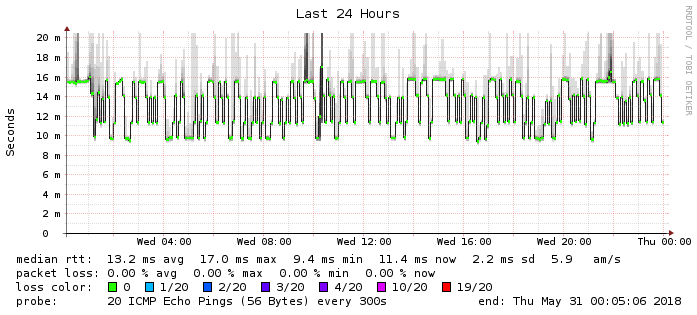 Last 24 Hours
RRDTOOL / TOBI OETIKER
Seconds
20 m
18 m
16 m
14 m
12 m
10 m
8 m
6 m
4 m
2 m
0
Wed 04:00 Wed 08:00 Wed 12:00 Wed 16:00 Wed 20:00 Thu 00:00
median rtt: 13.2 ms avg 17.0 ms max 9.4 ms min 11.4 ms now 2.2 ms sd 5.9 am/s
packet loss: 0.00 % avg 0.00 % max 0.00 % min 0.00 % now
loss color: 0 1/20 2/20 3/20 4/20 10/20 19/20
probe: 20 ICMP Echo Pings (56 Bytes) every 300s end: Thu May 31 00:05:06 2018